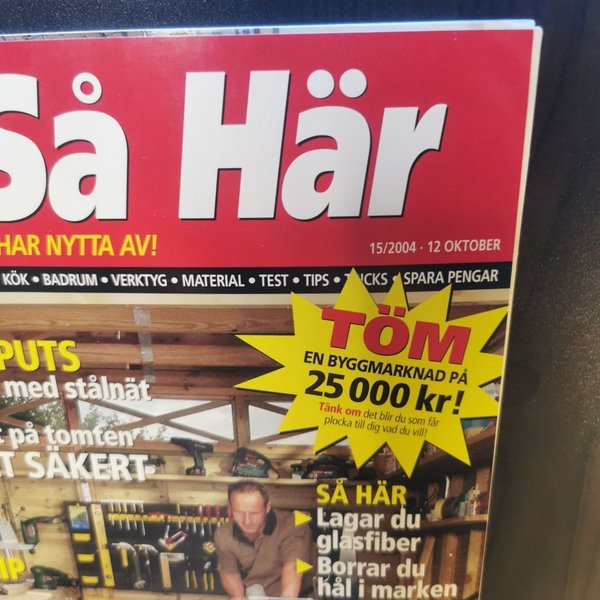 Så Här
HAR NYTTA AV!
15/2004 · 12 OKTOBER
KÖK • BADRUM • VERKTYG • MATERIAL • TEST • TIPS • TRICKS • SPARA PENGAR
TÖM
EN BYGGMARKNAD PÅ
25 000 kr!
Tänk om det blir du som får
plocka till dig vad du vill!
PUTS
med stålnät
på tomten
SÄKERT
SÅ HÄR
Lagar du
glasfiber
Borrar du
hål i marken